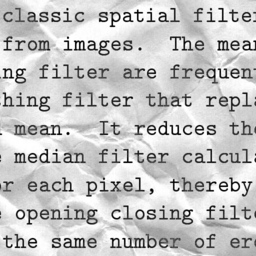 classic spatial filter
from images. The mean
ng filter are frequent
hing filter that repla
mean. It reduces the
median filter calcula
r each pixel, thereby
opening closing filte
the same number of ero